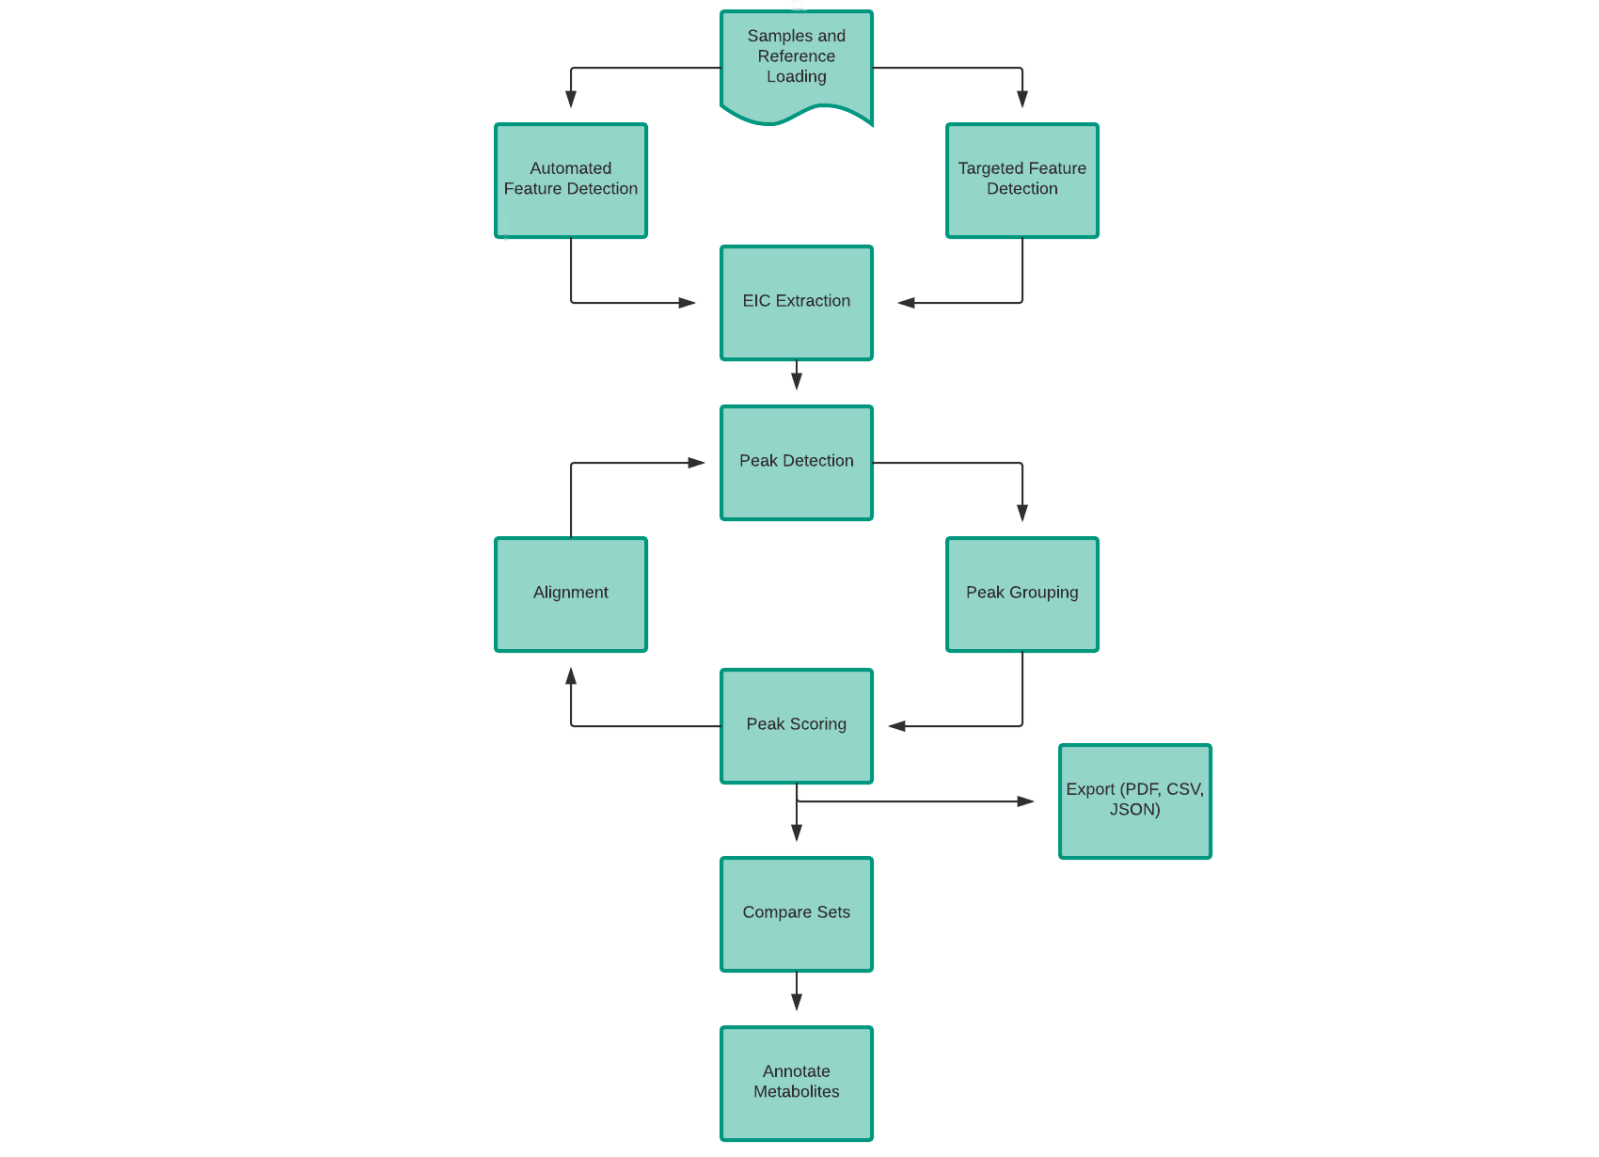 Samples and
Reference
Loading
Automated
Feature Detection
Targeted Feature
Detection
EIC Extraction
Peak Detection
Alignment
Peak Grouping
Peak Scoring
Export (PDF, CSV,
JSON)
Compare Sets
Annotate
Metabolites